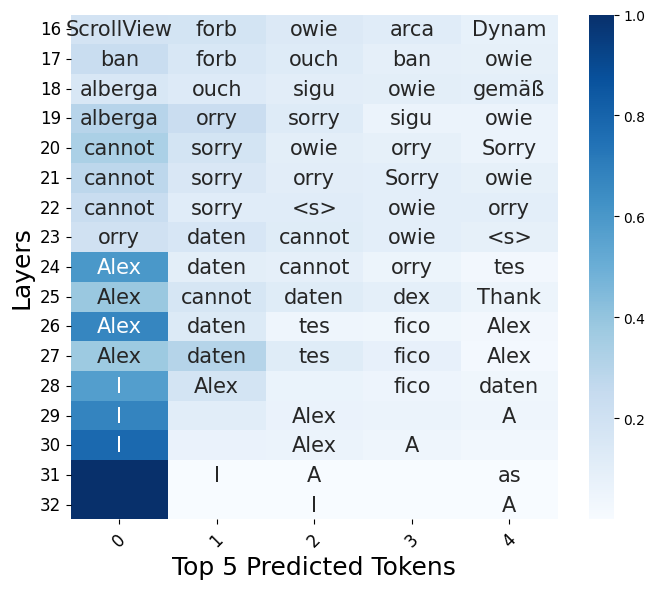 16 ScrollView forb owie arca Dynam
17 ban forb ouch ban owie
18 alberga ouch sigu owie gemäß
19 alberga orry sorry sigu owie
20 cannot sorry owie orry Sorry
21 cannot sorry orry Sorry owie
22 cannot sorry <s> owie orry
23 orry daten cannot owie <s>
24 Alex daten cannot orry tes
25 Alex cannot daten dex Thank
26 Alex daten tes fico Alex
27 Alex daten tes fico Alex
28 I Alex fico daten
29 I Alex A
30 I Alex A
31 I A as
32 I A
0 1 2 3 4
Layers
Top 5 Predicted Tokens
1.0
0.8
0.6
0.4
0.2